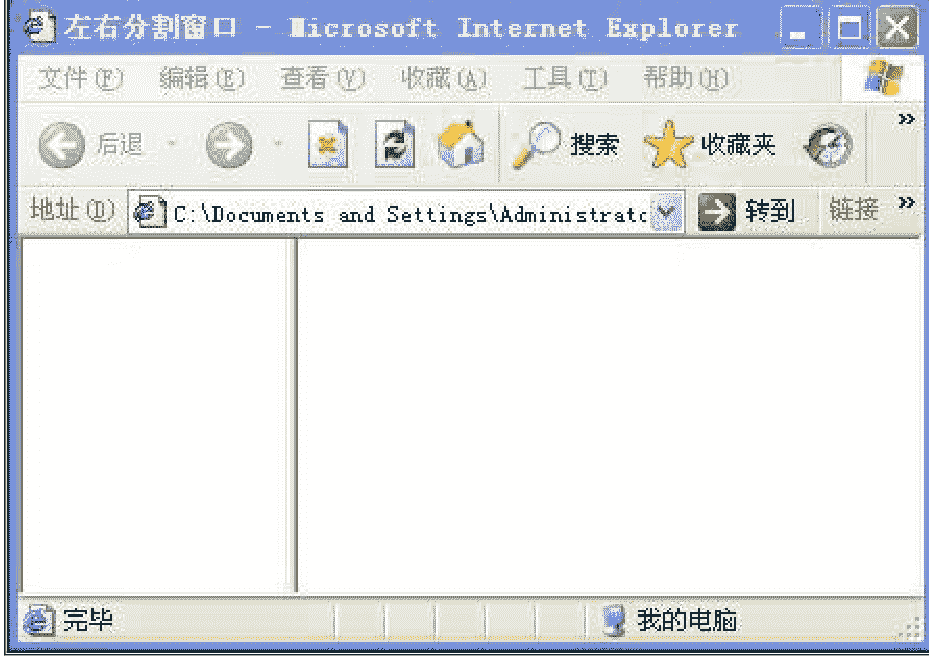 左右分割窗口 - Microsoft Internet Explorer
文件(F) 编辑(E) 查看(V) 收藏(A) 工具(T) 帮助(H)
后退 搜索 收藏夹 »
地址(D) C:\Documents and Settings\Administrato 转到 链接 »
完毕 我的电脑